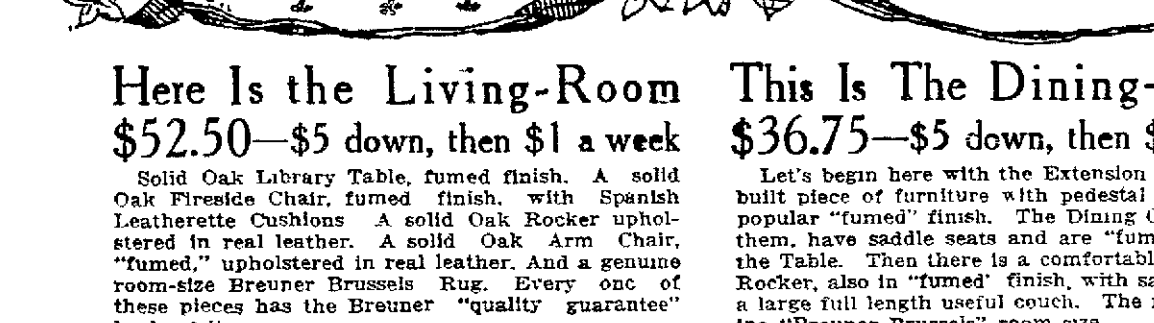 Here Is the Living-Room
$52.50—$5 down, then $1 a week
Solid Oak Library Table, fumed finish. A solid
Oak Fireside Chair, fumed finish, with Spanish
Leatherette Cushions A solid Oak Rocker uphol-
stered in real leather. A solid Oak Arm Chair,
"fumed," upholstered in real leather. And a genuine
room-size Breuner Brussels Rug. Every one of
these pieces has the Breuner "quality guarantee"
This Is The Dining-
$36.75—$5 down, then $
Let's begin here with the Extension
built piece of furniture with pedestal
popular "fumed" finish. The Dining
them, have saddle seats and are "fum
the Table. Then there is a comfortabl
Rocker, also in "fumed" finish, with sa
a large full length useful couch. The